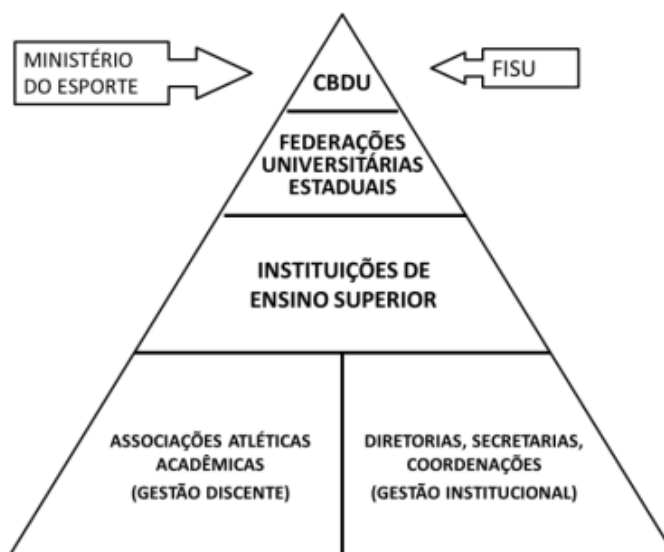 MINISTÉRIO
DO ESPORTE
FISU
CBDU
FEDERAÇÕES
UNIVERSITÁRIAS
ESTADUAIS
INSTITUIÇÕES DE
ENSINO SUPERIOR
ASSOCIAÇÕES ATLÉTICAS
ACADÊMICAS
(GESTÃO DISCENTE)
DIRETORIAS, SECRETARIAS,
COORDENAÇÕES
(GESTÃO INSTITUCIONAL)